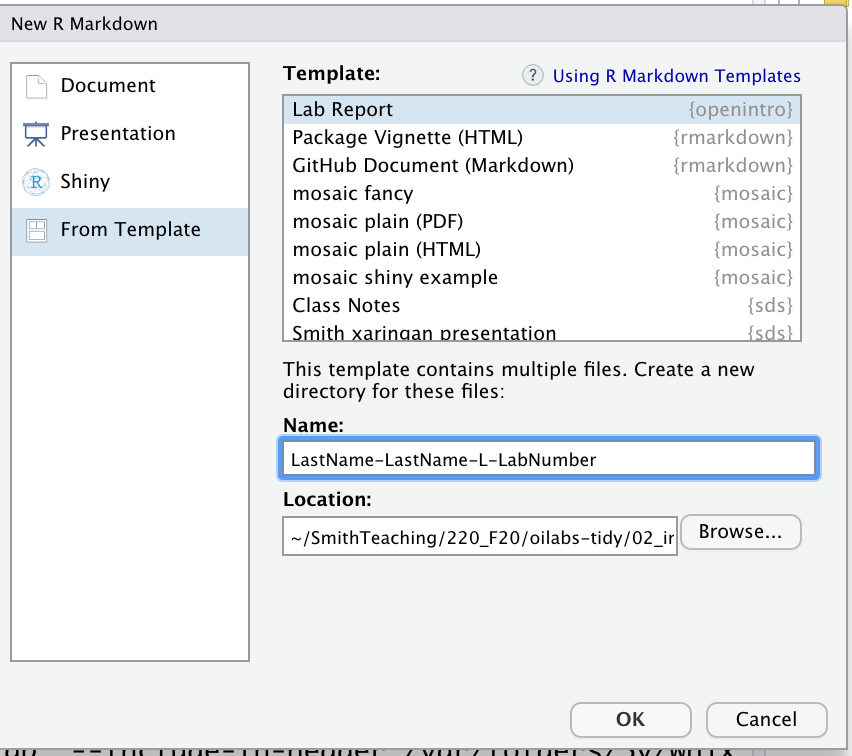 New R Markdown
Document
Presentation
R Shiny
From Template
Template:
? Using R Markdown Templates
Lab Report {openintro}
Package Vignette (HTML) {rmarkdown}
GitHub Document (Markdown) {rmarkdown}
mosaic fancy {mosaic}
mosaic plain (PDF) {mosaic}
mosaic plain (HTML) {mosaic}
mosaic shiny example {mosaic}
Class Notes {sds}
Smith xaringan presentation {sds}
This template contains multiple files. Create a new
directory for these files:
Name:
LastName-LastName-L-LabNumber
Location:
~/SmithTeaching/220_F20/oilabs-tidy/02_ir
Browse...
OK
Cancel